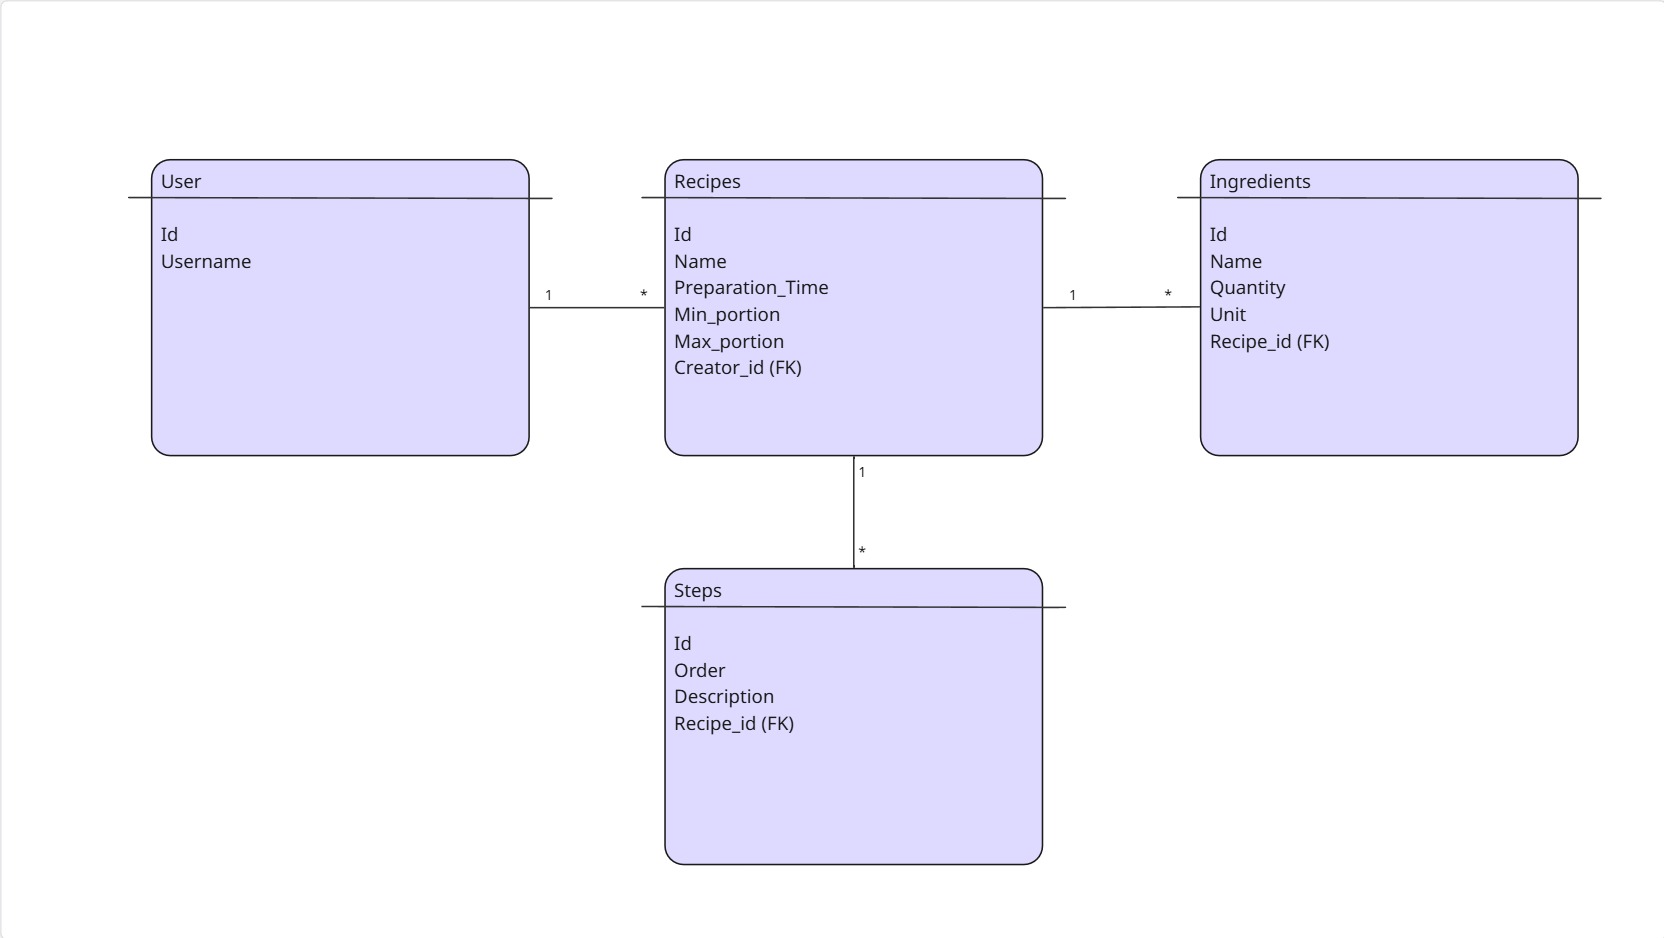 User
Id
Username
1
*
Recipes
Id
Name
Preparation_Time
Min_portion
Max_portion
Creator_id (FK)
1
*
Ingredients
Id
Name
Quantity
Unit
Recipe_id (FK)
1
*
Steps
Id
Order
Description
Recipe_id (FK)